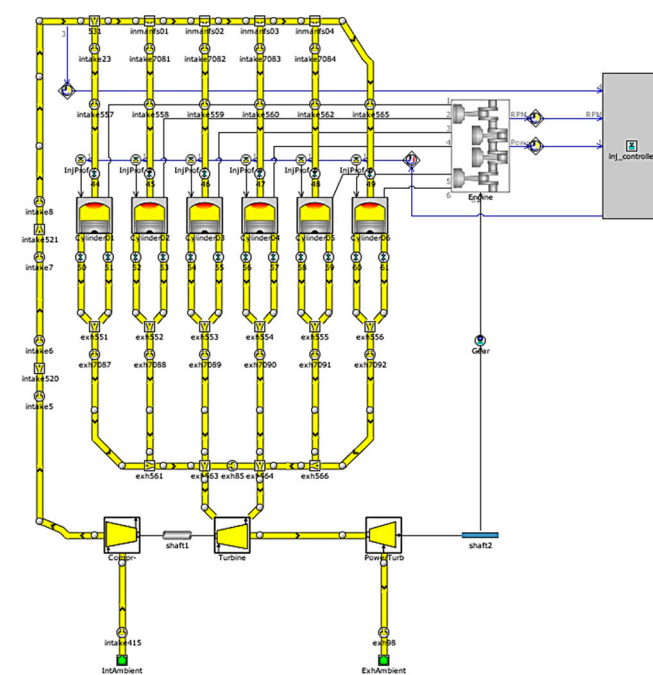 531 inmanfs01 inmanfs02 inmanfs03 inmanfs04
3
intake23 intake7081 intake7082 intake7083 intake7084
intake557 intake558 intake559 intake560 intake562 intake565
1
2
3
4
5
6
RPM
Power
RPM
Engine
inj_controlle
InjProf InjProf InjProf InjProf InjProf InjProf
44 45 46 47 48 49
intake8
Cylinder01 Cylinder02 Cylinder03 Cylinder04 Cylinder05 Cylinder06
intake521
intake7
50 51 52 53 54 55 56 57 58 59 60 61
exh551 exh552 exh553 exh554 exh555 exh556
intake6
Gear
exh7087 exh7088 exh7089 exh7090 exh7091 exh7092
intake520
intake5
exh561 exh563 exh85 exh564 exh566
Compr- shaft1 Turbine PowerTurb shaft2
intake415 exh98
IntAmbient ExhAmbient